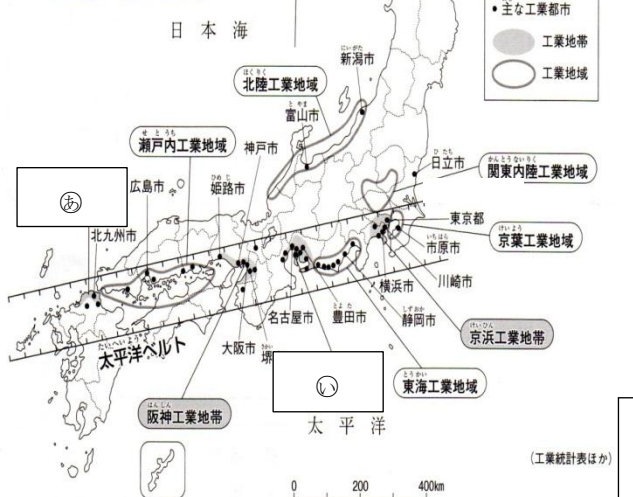 日本海
• 主な工業都市
工業地帯
工業地域
にいがた
新潟市
ほくりく
北陸工業地域
とやま
富山市
せとうち
瀬戸内工業地域
神戸市
ひたち
日立市
かんとうないりく
関東内陸工業地域
あ
広島市
ひめじ
姫路市
北九州市
東京都
いちはら
市原市
けいよう
京葉工業地域
川崎市
横浜市
しずおか
静岡市
とよた
豊田市
名古屋市
けいひん
京浜工業地帯
たいへいよう
太平洋ベルト
大阪市
さかい
堺
い
とうかい
東海工業地域
はんしん
阪神工業地帯
太平洋
(工業統計表ほか)
0 200 400km